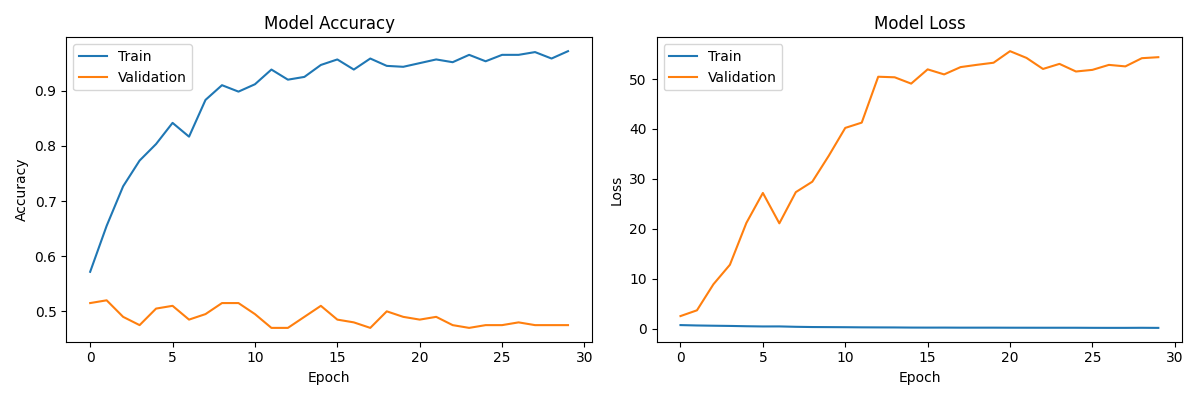 Model Accuracy
Train
Validation
0.9
0.8
0.7
0.6
0.5
Accuracy
0 5 10 15 20 25 30
Epoch
Model Loss
Train
Validation
50
40
30
20
10
0
Loss
0 5 10 15 20 25 30
Epoch